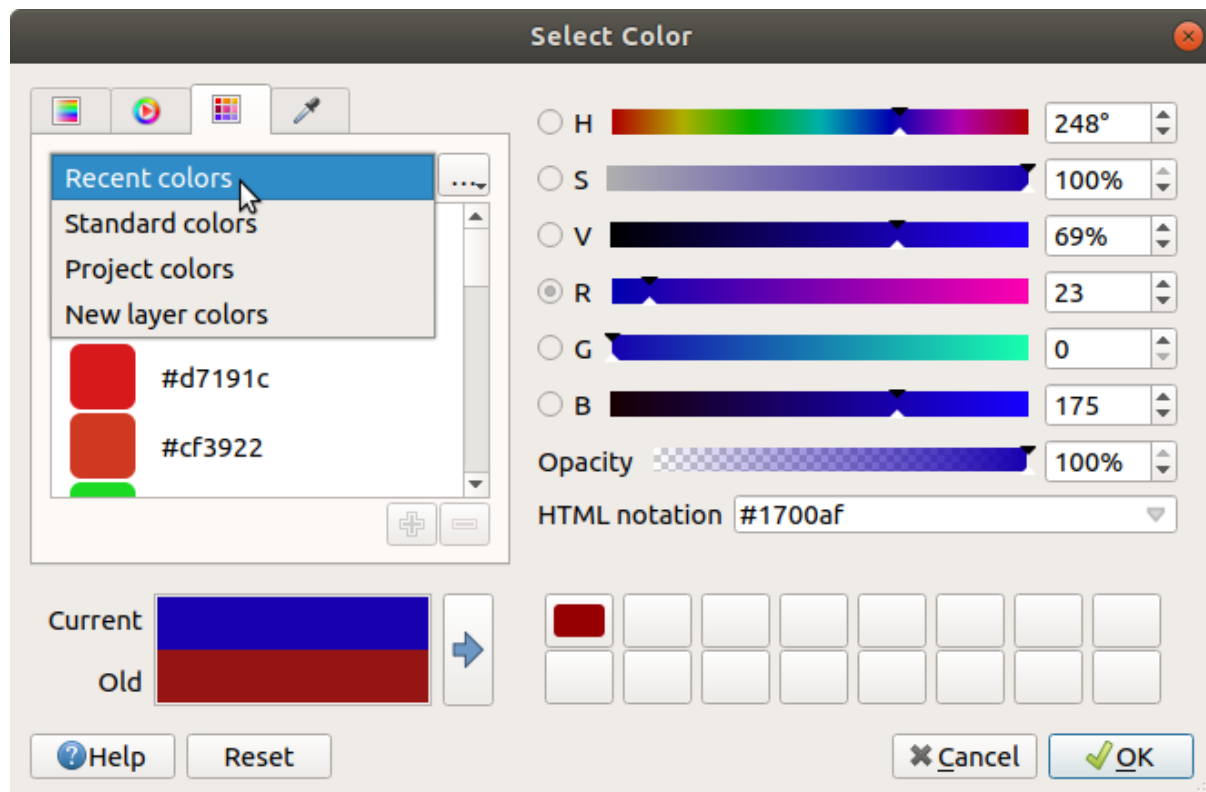 Select Color
Recent colors
...
Standard colors
Project colors
New layer colors
#d7191c
#cf3922
H 248°
S 100%
V 69%
R 23
G 0
B 175
Opacity 100%
HTML notation #1700af
Current
Old
Help
Reset
Cancel
OK